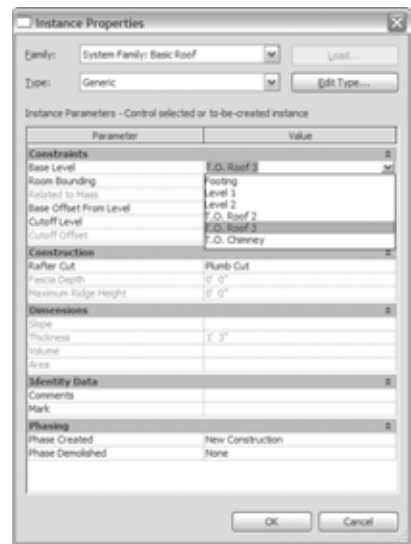 Instance Properties
Family: System Family: Basic Roof Load...
Type: Generic Edit Type...
Instance Parameters - Control selected or to-be-created instance
Parameter Value
Constraints
Base Level T.O. Roof 3
Room Bounding Footing
Related to Mass Level 1
Base Offset From Level Level 2
Cutoff Level T.O. Roof 2
Cutoff Offset T.O. Roof 3
T.O. Chimney
Construction
Rafter Cut Plumb Cut
Fascia Depth 0' 0"
Maximum Ridge Height 0' 0"
Dimensions
Slope
Thickness 1' 3"
Volume
Area
Identity Data
Comments
Mark
Phasing
Phase Created New Construction
Phase Demolished None
OK Cancel